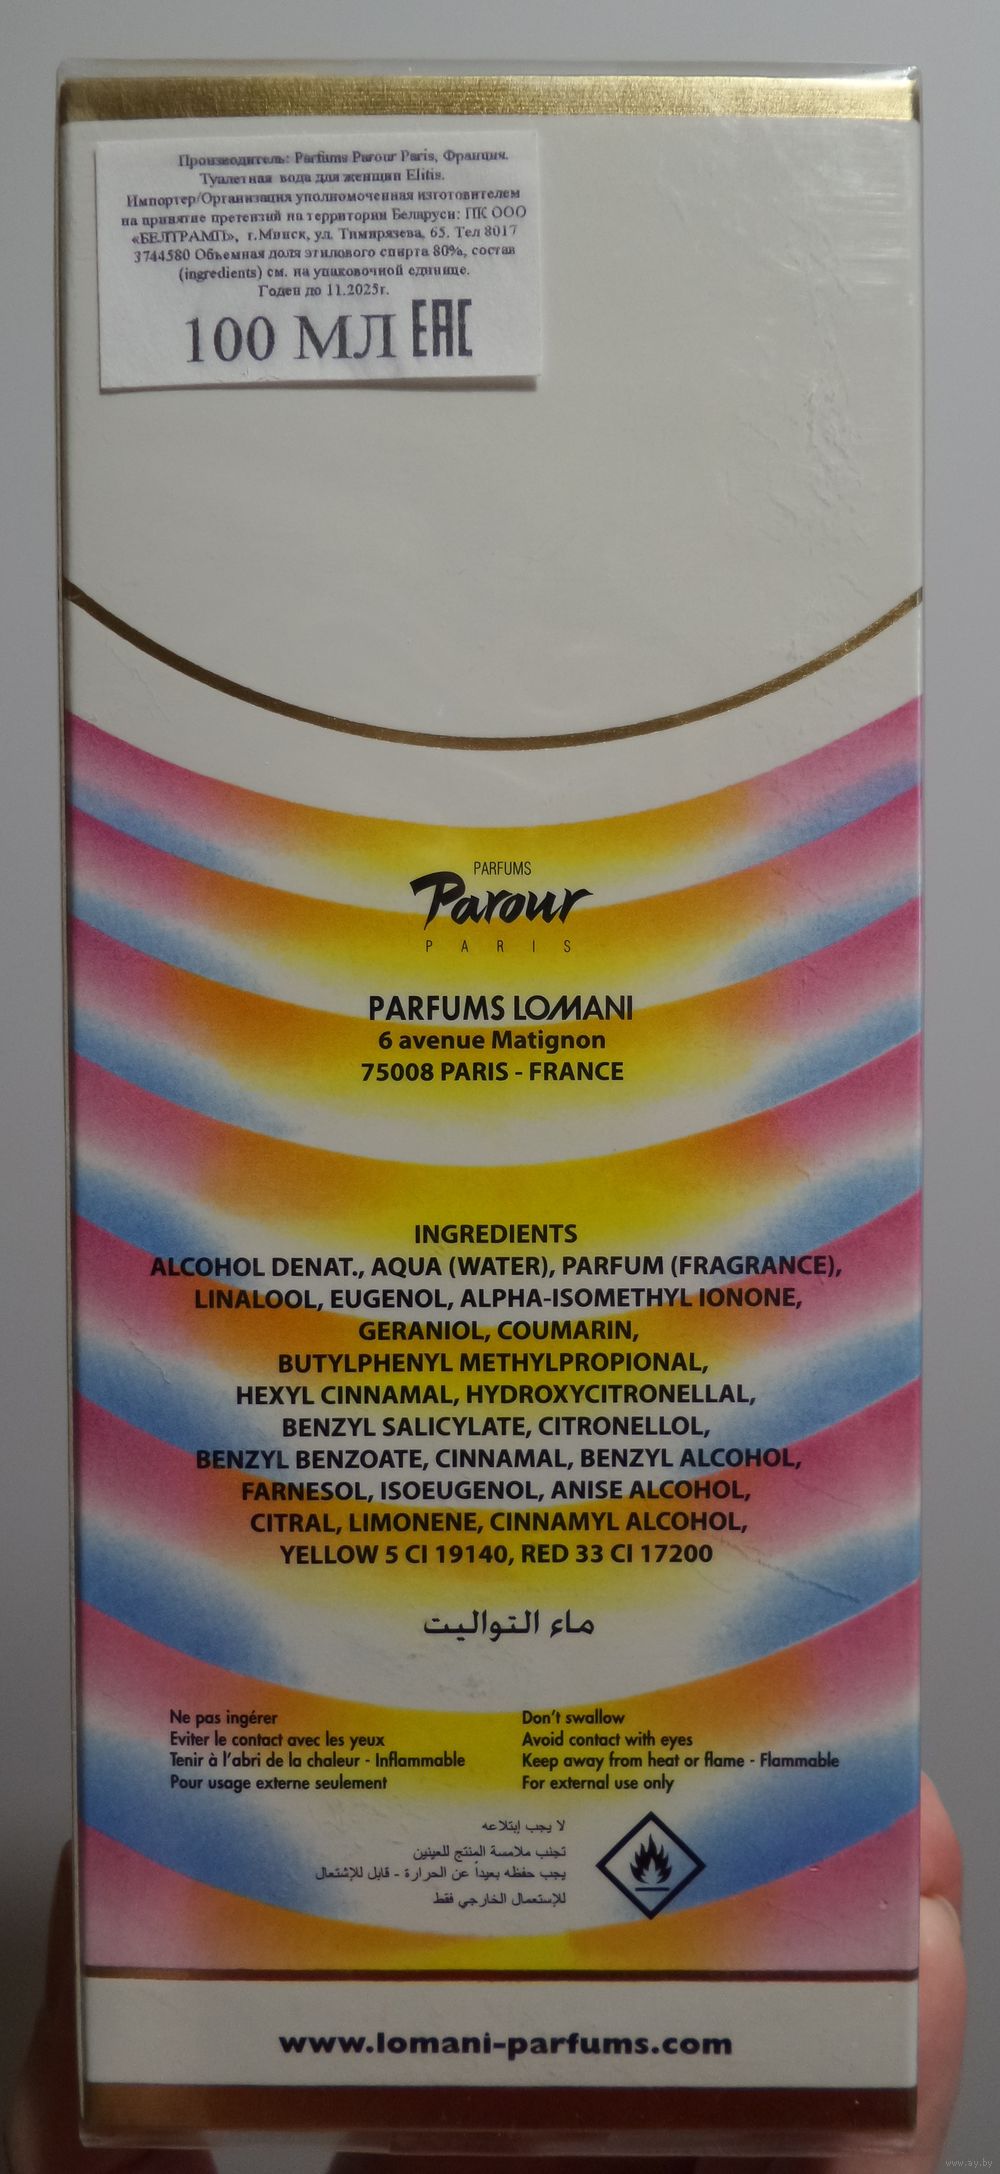 Производитель: Parfums Parour Paris, Франция.
Туалетная вода для женщин Elitis.
Импортер/Организация уполномоченная изготовителем
на принятие претензий на территории Беларуси: ПК ООО
«БЕЛТРАМП», г.Минск, ул. Тимирязева, 65. Тел 8017
3744580 Объемная доля этилового спирта 80%, состав
(ingredients) см. на упаковочной единице.
Годен до 11.2025г.
100 МЛ EAC
PARFUMS
Parour
PARIS
PARFUMS LOMANI
6 avenue Matignon
75008 PARIS - FRANCE
INGREDIENTS
ALCOHOL DENAT., AQUA (WATER), PARFUM (FRAGRANCE),
LINALOOL, EUGENOL, ALPHA-ISOMETHYL IONONE,
GERANIOL, COUMARIN,
BUTYLPHENYL METHYLPROPIONAL,
HEXYL CINNAMAL, HYDROXYCITRONELLAL,
BENZYL SALICYLATE, CITRONELLOL,
BENZYL BENZOATE, CINNAMAL, BENZYL ALCOHOL,
FARNESOL, ISOEUGENOL, ANISE ALCOHOL,
CITRAL, LIMONENE, CINNAMYL ALCOHOL,
YELLOW 5 CI 19140, RED 33 CI 17200
ماء التواليت
Ne pas ingérer
Eviter le contact avec les yeux
Tenir à l'abri de la chaleur - Inflammable
Pour usage externe seulement
Don't swallow
Avoid contact with eyes
Keep away from heat or flame - Flammable
For external use only
لا يجب إبتلاعه
تجنب ملامسة المنتج للعينين
يجب حفظه بعيداً عن الحرارة - قابل للإشتعال
للإستعمال الخارجي فقط
www.lomani-parfums.com
www.ay.by